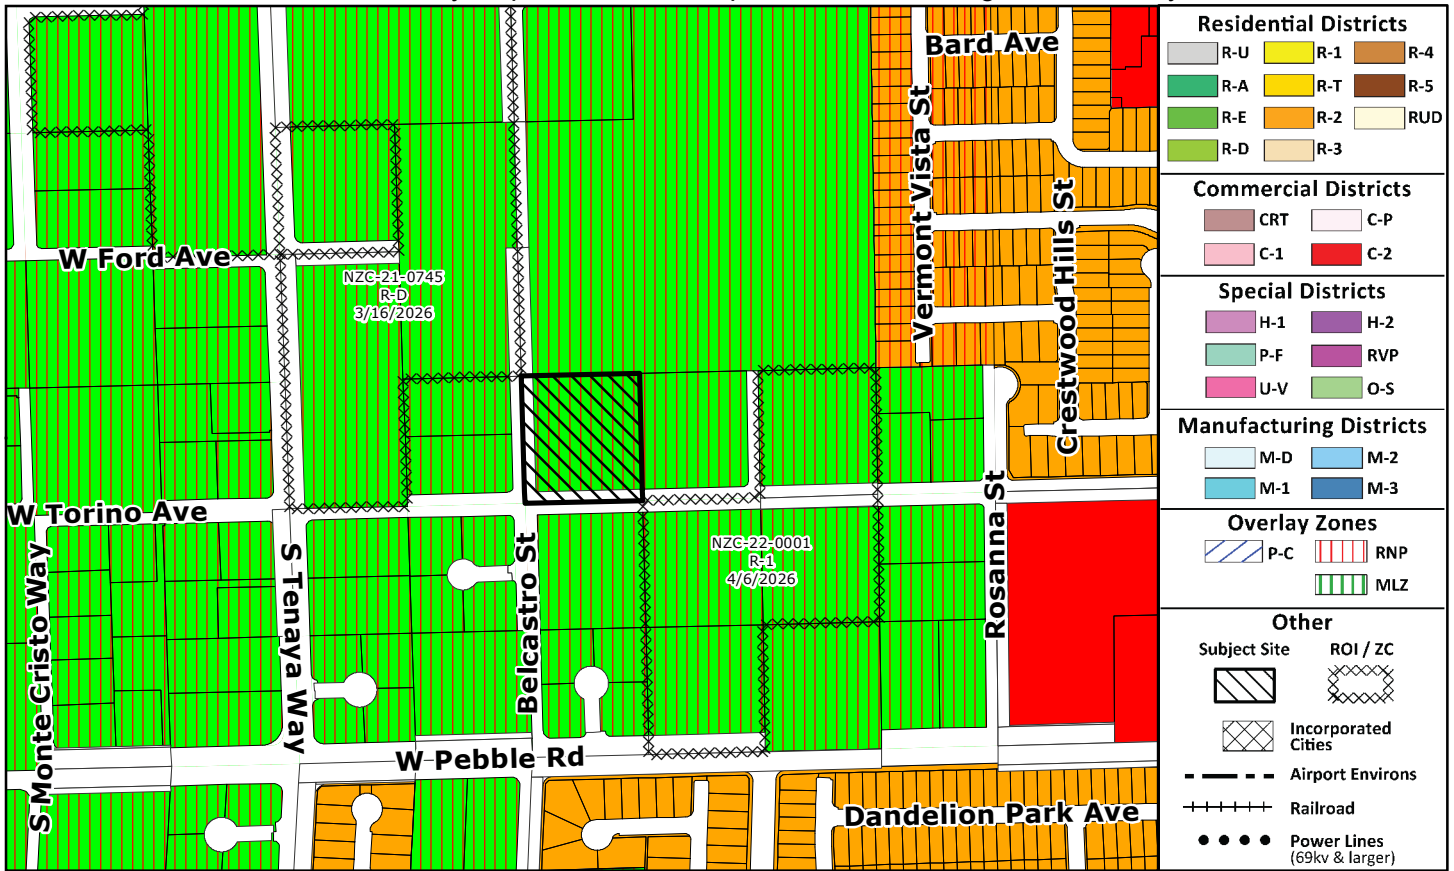 Bard Ave
Vermont Vista St
Crestwood Hills St
W Ford Ave
NZC-21-0745
R-D
3/16/2026
W Torino Ave
NZC-22-0001
R-1
4/6/2026
S Monte Cristo Way
S Tenaya Way
Belcastro St
Rosanna St
W Pebble Rd
Dandelion Park Ave
Residential Districts
R-U
R-1
R-4
R-A
R-T
R-5
R-E
R-2
RUD
R-D
R-3
Commercial Districts
CRT
C-P
C-1
C-2
Special Districts
H-1
H-2
P-F
RVP
U-V
O-S
Manufacturing Districts
M-D
M-2
M-1
M-3
Overlay Zones
P-C
RNP
MLZ
Other
Subject Site
ROI / ZC
Incorporated
Cities
Airport Environs
Railroad
Power Lines
(69kv & larger)